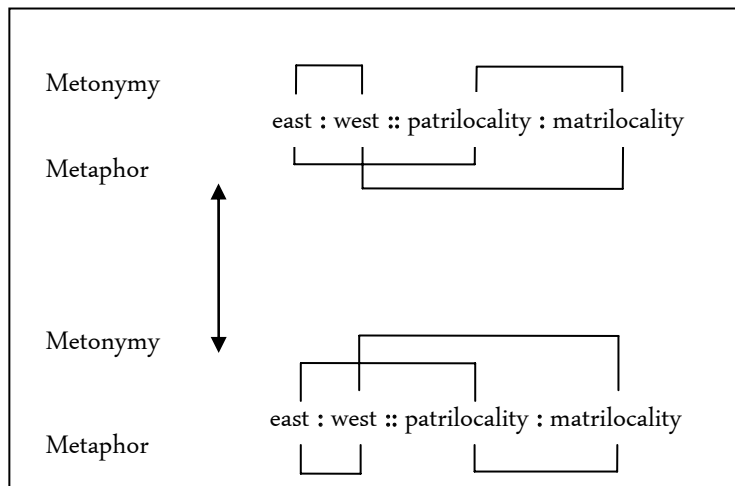 Metonymy
east : west :: patrilocality : matrilocality
Metaphor
Metonymy
east : west :: patrilocality : matrilocality
Metaphor